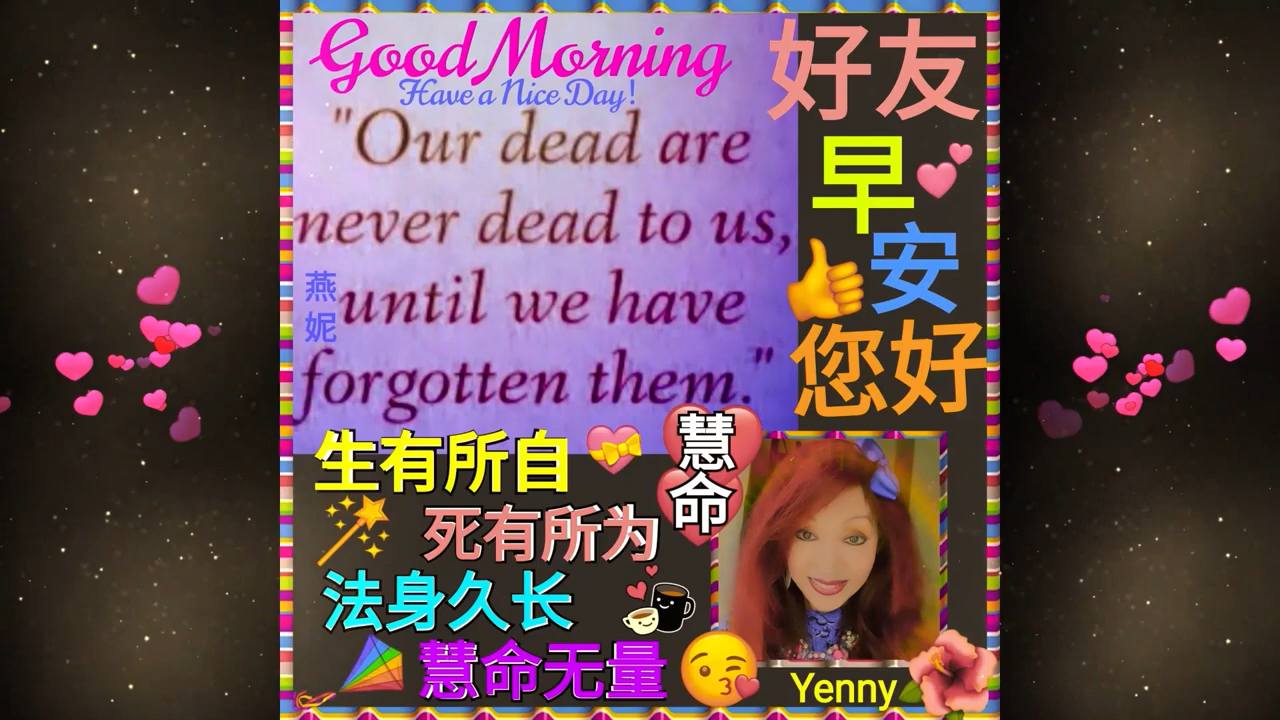 Good Morning
Have a Nice Day!
"Our dead are
never dead to us,
until we have
forgotten them."
燕
妮
好友
早
安
您好
慧
命
生有所自
死有所为
法身久长
慧命无量
Yenny